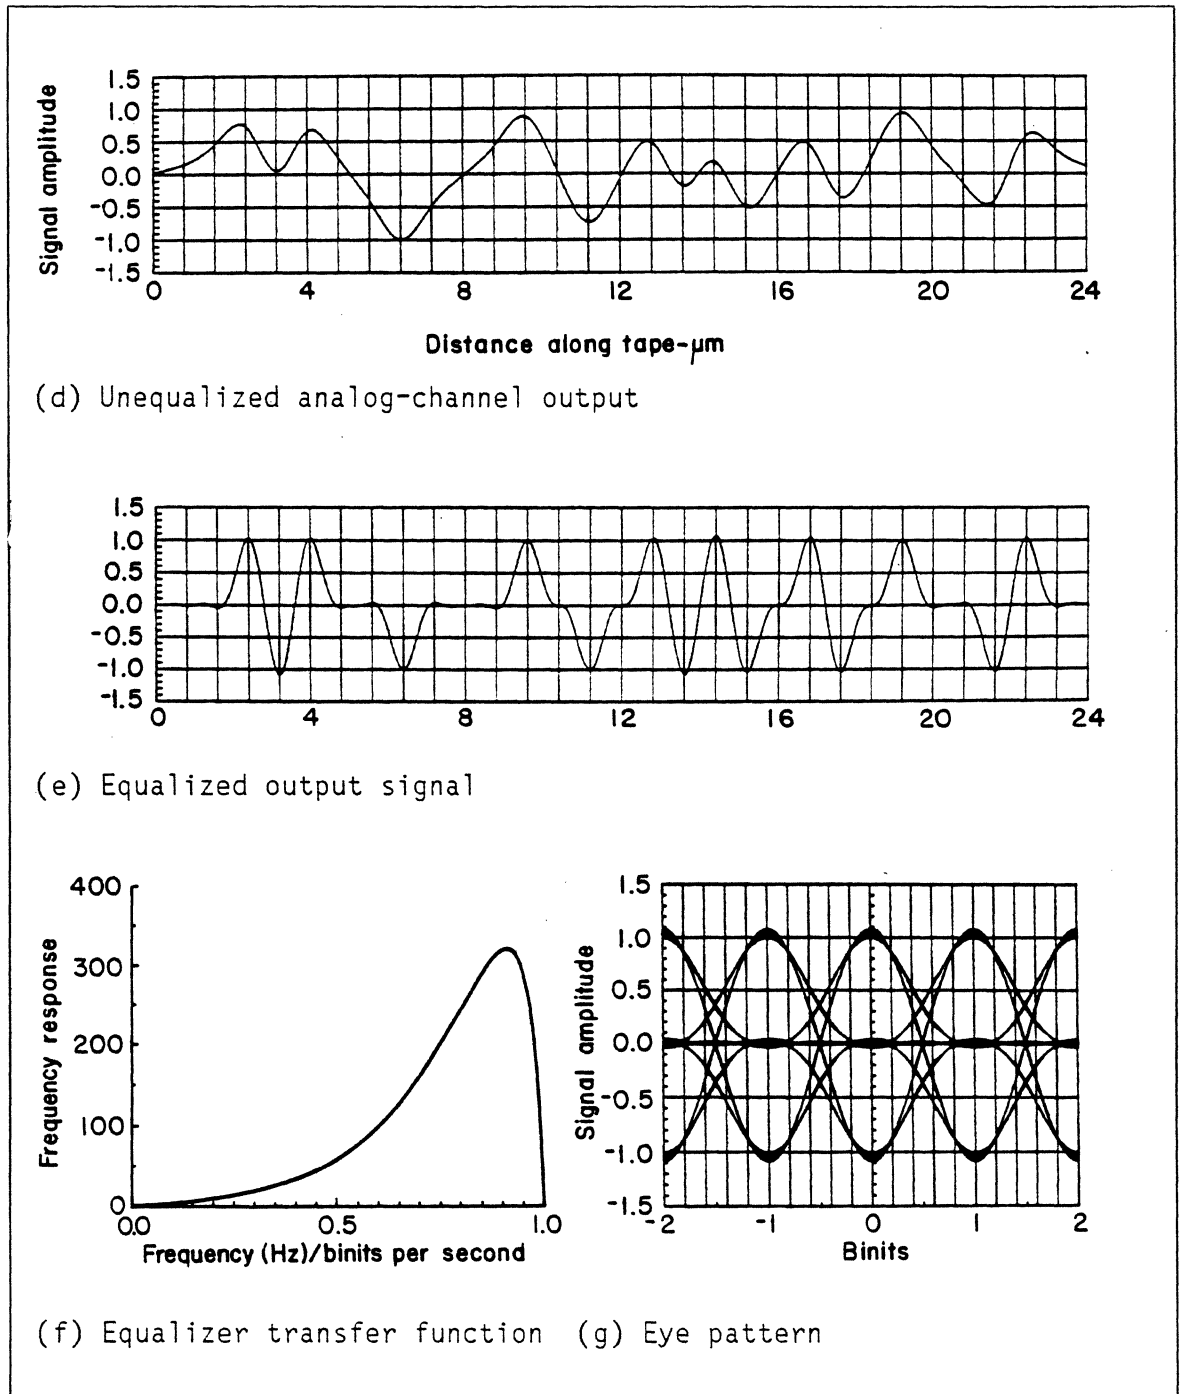 Signal amplitude
1.5
1.0
0.5
0.0
-0.5
-1.0
-1.5
0 4 8 12 16 20 24
Distance along tape-μm
(d) Unequalized analog-channel output
1.5
1.0
0.5
0.0
-0.5
-1.0
-1.5
0 4 8 12 16 20 24
(e) Equalized output signal
Frequency response
400
300
200
100
0
0.0 0.5 1.0
Frequency (Hz)/binits per second
Signal amplitude
1.5
1.0
0.5
0.0
-0.5
-1.0
-1.5
-2 -1 0 1 2
Binits
(f) Equalizer transfer function (g) Eye pattern